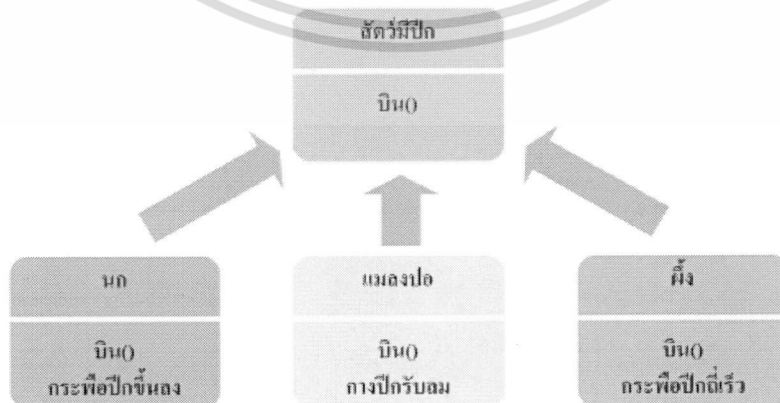 สัตว์มีปีก
บิน()
นก
บิน()
กระพือปีกขึ้นลง
แมลงปอ
บิน()
กางปีกรับลม
ผึ้ง
บิน()
กระพือปีกถี่เร็ว